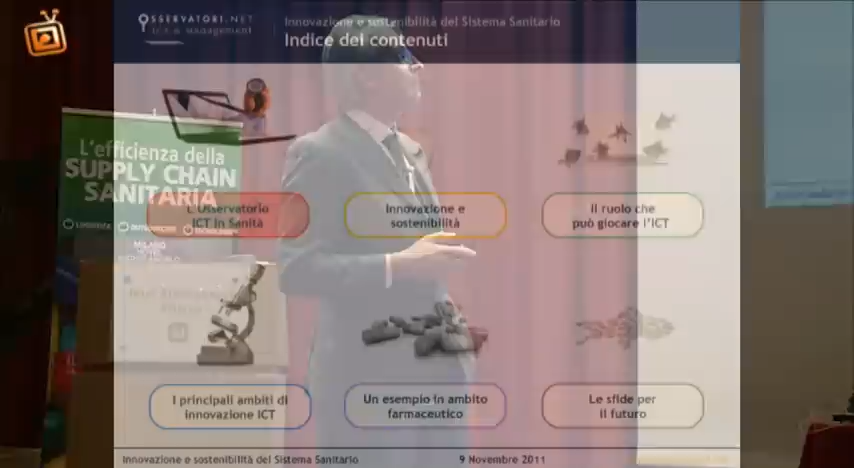 OSSERVATORI.NET
ICT & Management
Innovazione e sostenibilità del Sistema Sanitario
Indice dei contenuti
L'efficienza della
SUPPLY CHAIN
SANITARIA
MILANO
L'Osservatorio
ICT in Sanità
Innovazione e
sostenibilità
Il ruolo che
può giocare l'ICT
I principali ambiti di
innovazione ICT
Un esempio in ambito
farmaceutico
Le sfide per
il futuro
Innovazione e sostenibilità del Sistema Sanitario
9 Novembre 2011